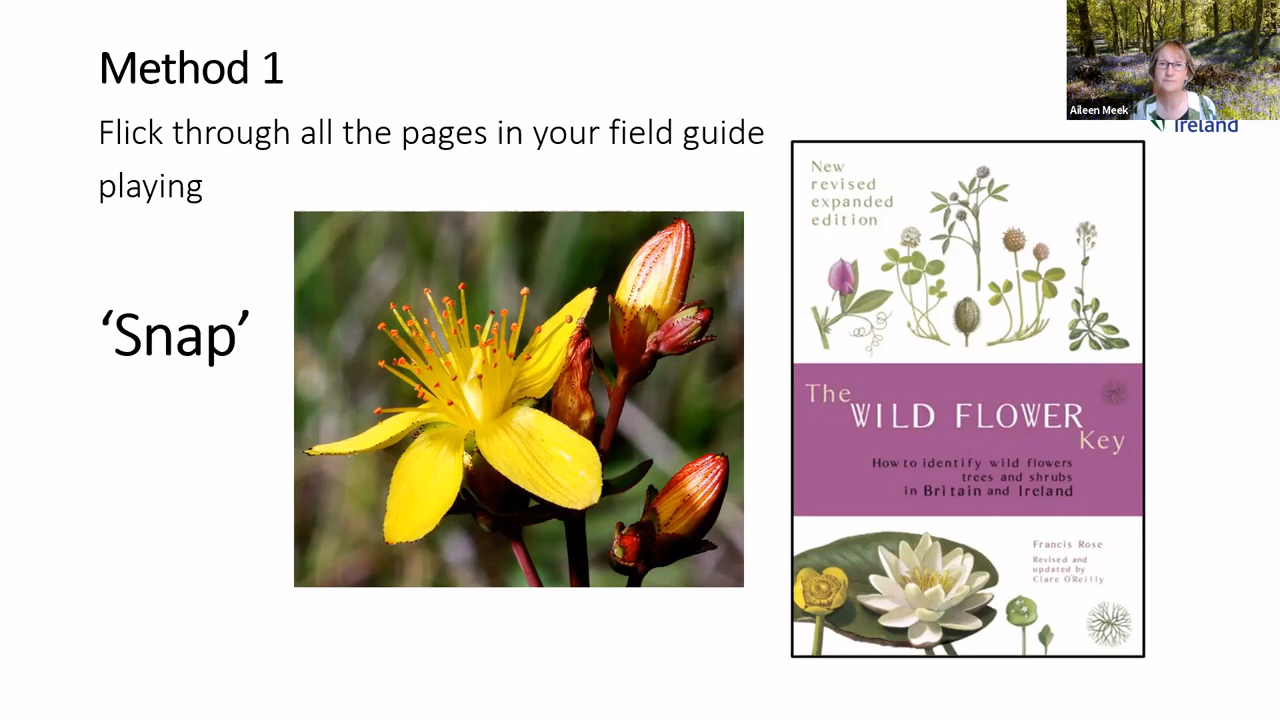 Method 1
Flick through all the pages in your field guide
playing
‘Snap’
Aileen Meek
Ireland
New
revised
expanded
edition
The
WILD FLOWER
Key
How to identify wild flowers
trees and shrubs
in Britain and Ireland
Francis Rose
Revised and
updated by
Clare O'Reilly